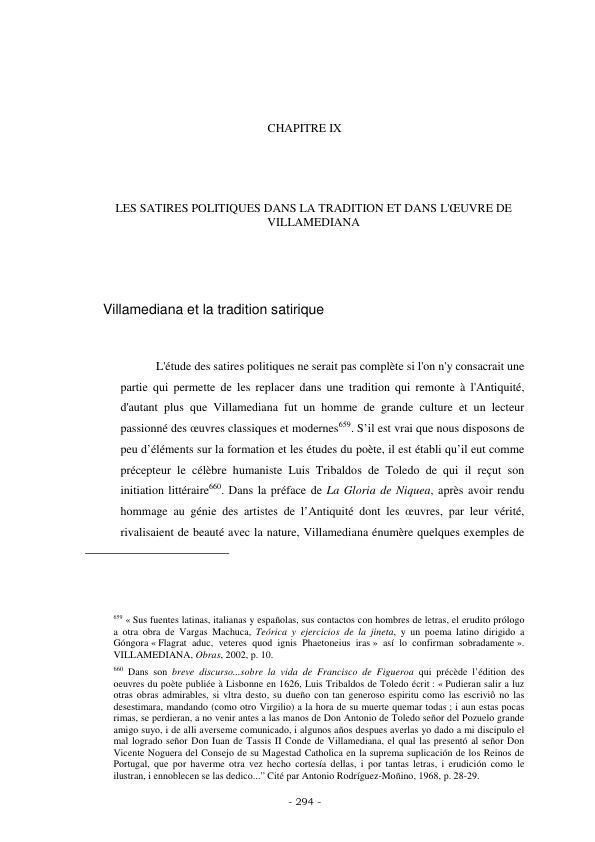 CHAPITRE IX
LES SATIRES POLITIQUES DANS LA TRADITION ET DANS L'ŒUVRE DE
VILLAMEDIANA
Villamediana et la tradition satirique
L'étude des satires politiques ne serait pas complète si l'on n'y consacrait une
partie qui permette de les replacer dans une tradition qui remonte à l'Antiquité,
d'autant plus que Villamediana fut un homme de grande culture et un lecteur
passionné des œuvres classiques et modernes659. S’il est vrai que nous disposons de
peu d’éléments sur la formation et les études du poète, il est établi qu’il eut comme
précepteur le célèbre humaniste Luis Tribaldos de Toledo de qui il reçut son
initiation littéraire660. Dans la préface de La Gloria de Niquea, après avoir rendu
hommage au génie des artistes de l’Antiquité dont les œuvres, par leur vérité,
rivalisaient de beauté avec la nature, Villamediana énumère quelques exemples de
659 « Sus fuentes latinas, italianas y españolas, sus contactos con hombres de letras, el erudito prólogo
a otra obra de Vargas Machuca, Teórica y ejercicios de la jineta, y un poema latino dirigido a
Góngora « Flagrat aduc, veteres quod ignis Phaetoneius iras » así lo confirman sobradamente ».
VILLAMEDIANA, Obras, 2002, p. 10.
660 Dans son breve discurso...sobre la vida de Francisco de Figueroa qui précède l’édition des
oeuvres du poète publiée à Lisbonne en 1626, Luis Tribaldos de Toledo écrit : « Pudieran salir a luz
otras obras admirables, si vltra desto, su dueño con tan generoso espiritu como las escriviô no las
desestimara, mandando (como otro Virgilio) a la hora de su muerte quemar todas ; i aun estas pocas
rimas, se perdieran, a no venir antes a las manos de Don Antonio de Toledo señor del Pozuelo grande
amigo suyo, i de alli averseme comunicado, i algunos años despues averlas yo dado a mi discipulo el
mal logrado señor Don Iuan de Tassis II Conde de Villamediana, el qual las presentó al señor Don
Vicente Noguera del Consejo de su Magestad Catholica en la suprema suplicación de los Reinos de
Portugal, que por haverme otra vez hecho cortesía dellas, i por tantas letras, i erudición como le
ilustran, i ennoblecen se las dedico...” Cité par Antonio Rodríguez-Moñino, 1968, p. 28-29.
- 294 -